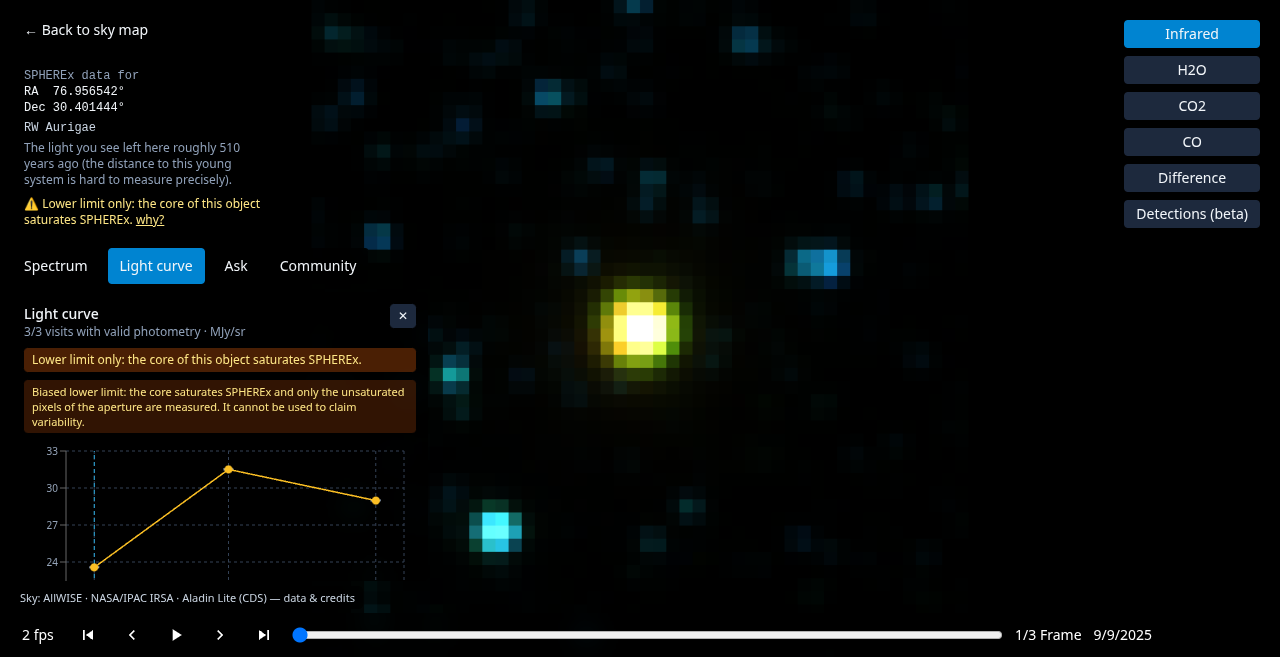 ← Back to sky map
SPHEREx data for
RA 76.956542°
Dec 30.401444°
RW Aurigae
The light you see left here roughly 510
years ago (the distance to this young
system is hard to measure precisely).
⚠️ Lower limit only: the core of this object
saturates SPHEREx. why?
Spectrum
Light curve
Ask
Community
Light curve
✕
3/3 visits with valid photometry · MJy/sr
Lower limit only: the core of this object saturates SPHEREx.
Biased lower limit: the core saturates SPHEREx and only the unsaturated
pixels of the aperture are measured. It cannot be used to claim
variability.
33
30
27
24
Sky: AllWISE · NASA/IPAC IRSA · Aladin Lite (CDS) — data & credits
2 fps
1/3 Frame 9/9/2025
Infrared
H2O
CO2
CO
Difference
Detections (beta)